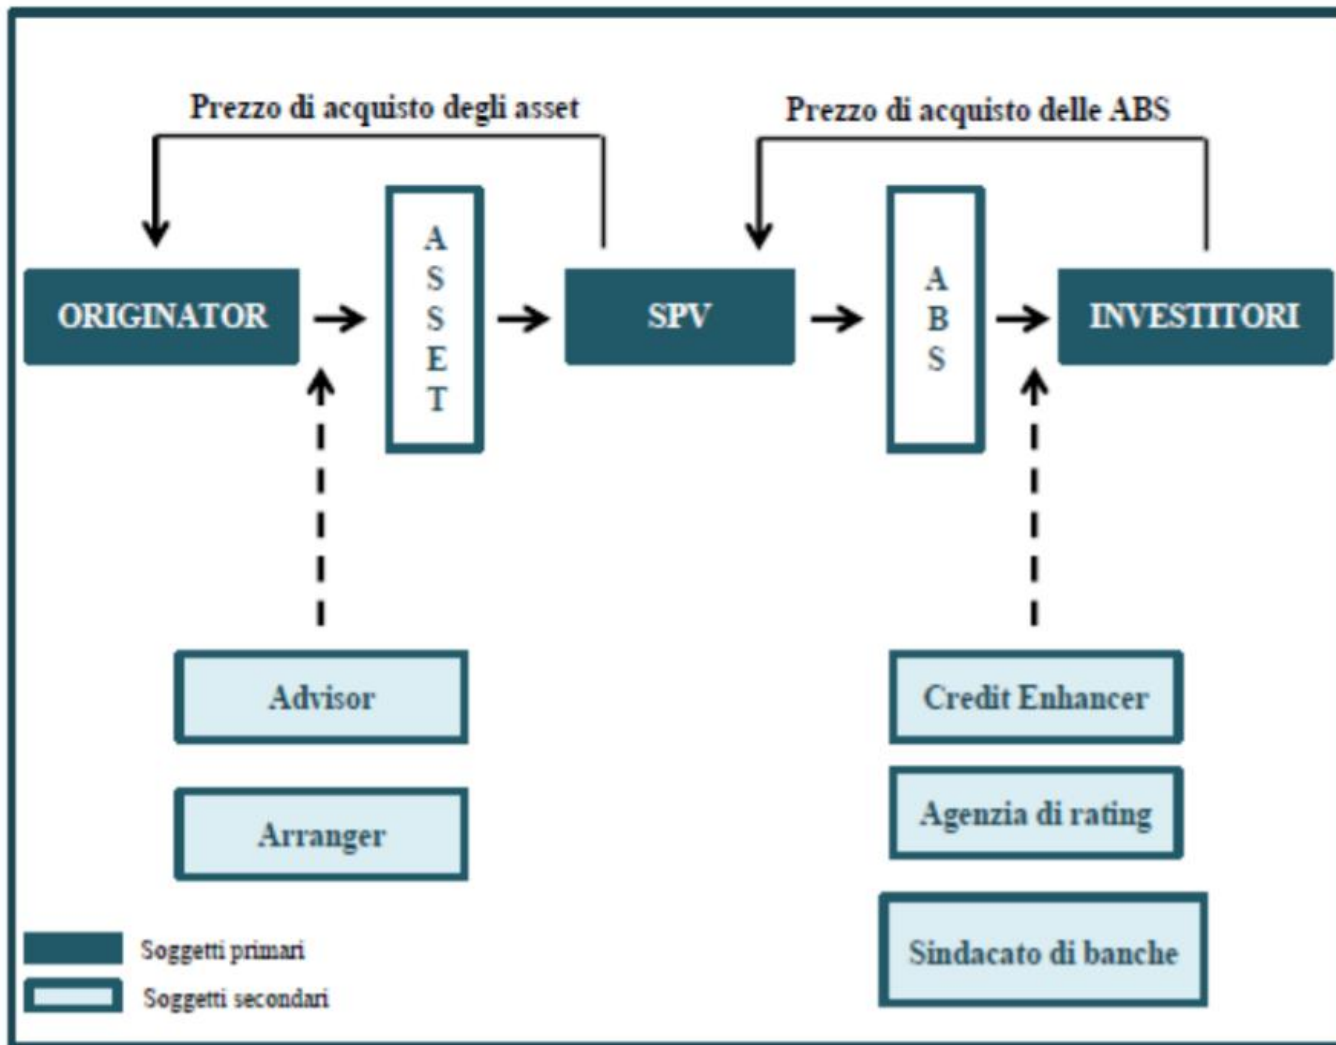 Prezzo di acquisto degli asset
Prezzo di acquisto delle ABS
ORIGINATOR
ASSET
SPV
ABS
INVESTITORI
Advisor
Arranger
Credit Enhancer
Agenzia di rating
Sindacato di banche
Soggetti primari
Soggetti secondari